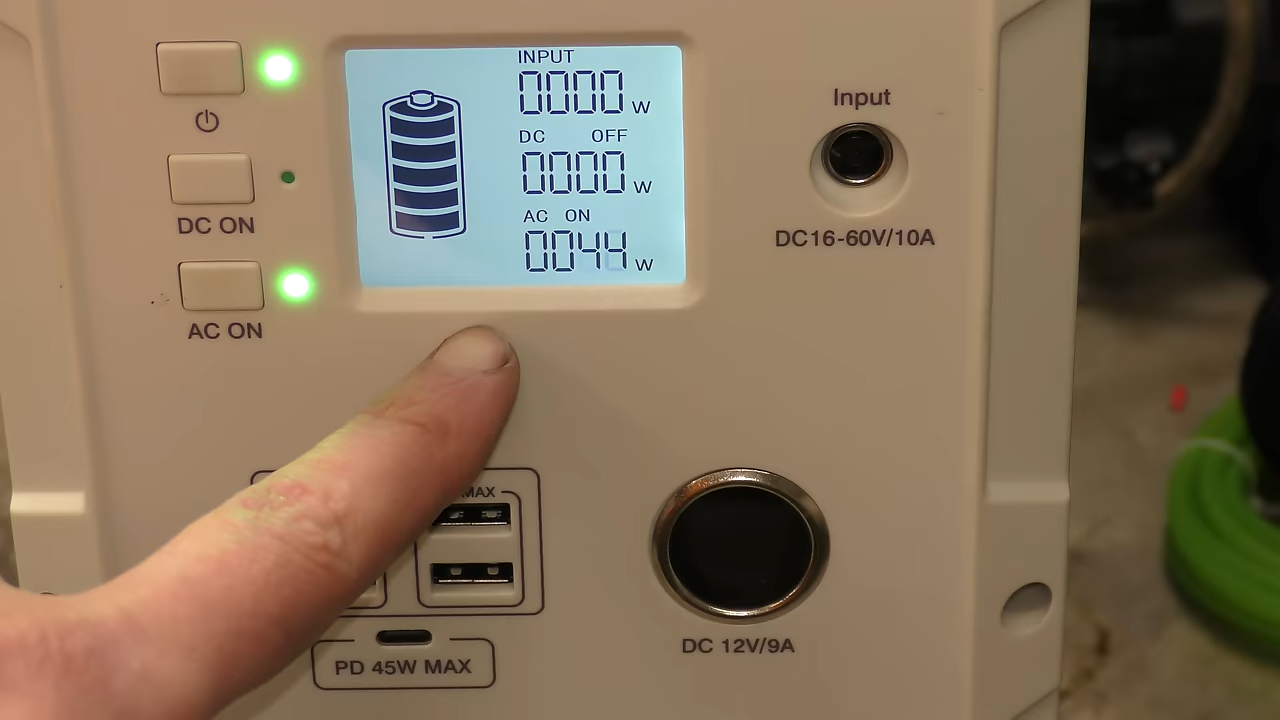 INPUT
0000 W
DC OFF
0000 W
AC ON
0044 W
DC ON
AC ON
Input
DC16-60V/10A
MAX
DC 12V/9A
PD 45W MAX